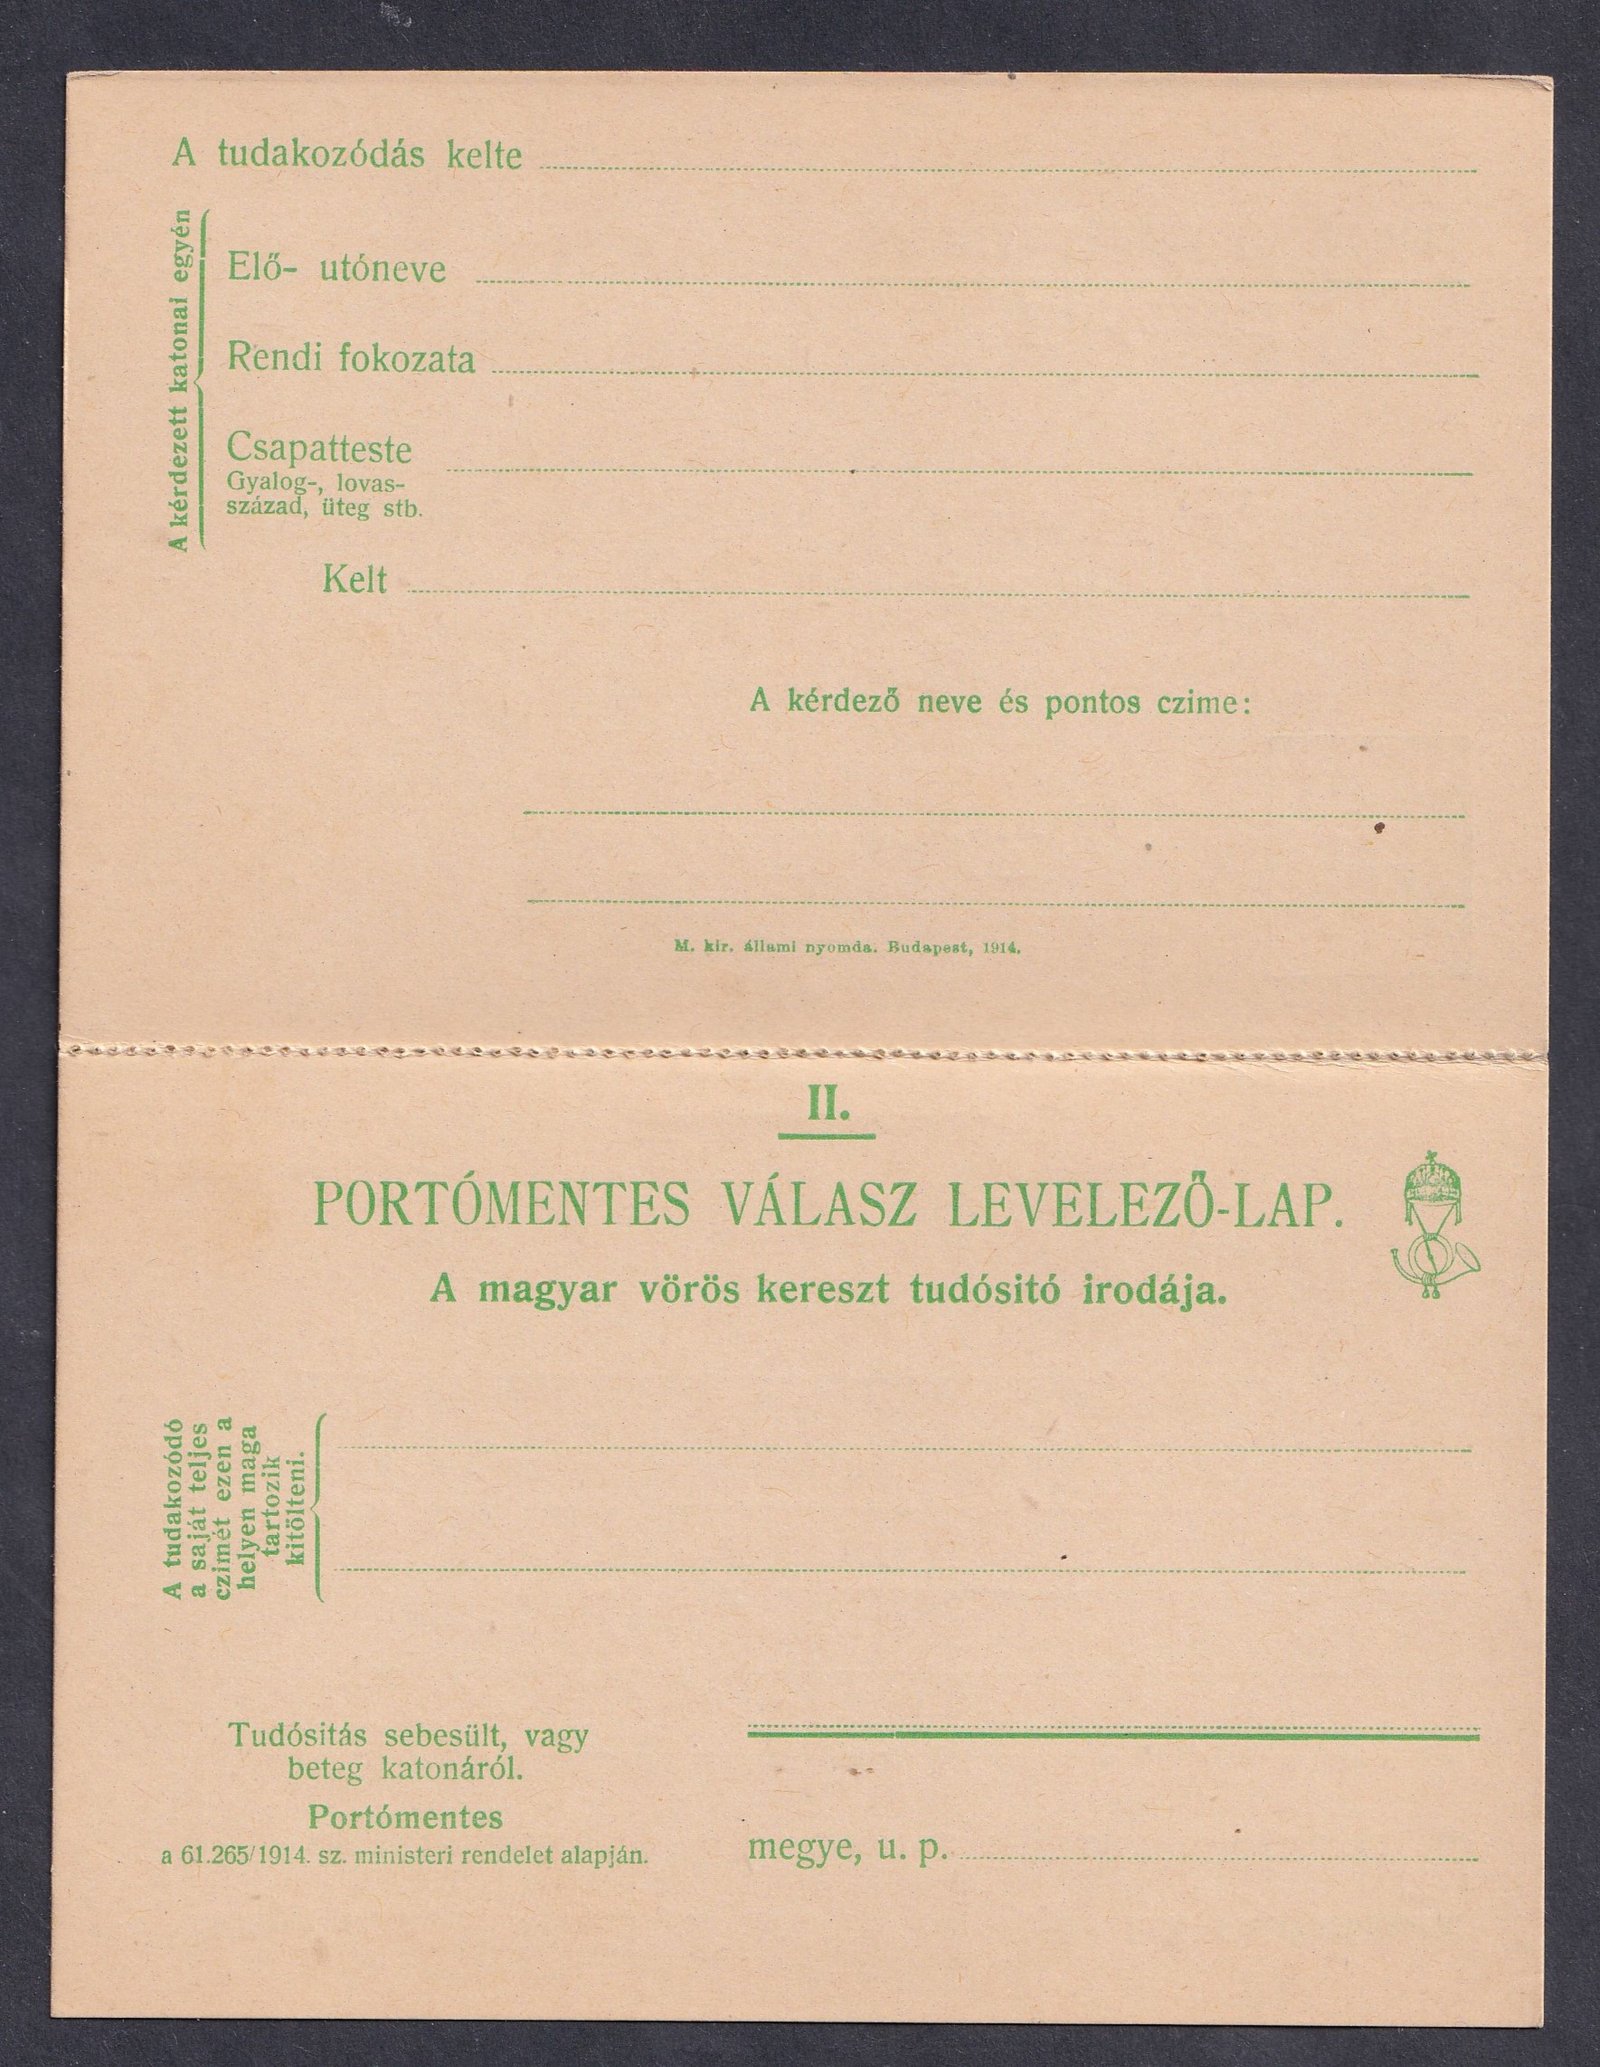 A tudakozódás kelte
A kérdezett katonai egyén
Elő- utóneve
Rendi fokozata
Csapatteste
Gyalog-, lovas-
század, üteg stb.
Kelt
A kérdező neve és pontos czime:
M. kir. állami nyomda. Budapest, 1914.
II.
PORTÓMENTES VÁLASZ LEVELEZŐ-LAP.
A magyar vörös kereszt tudósitó irodája.
A tudakozódó
a saját teljes
czimét ezen a
helyen maga
tartozik
kitölteni.
Tudósitás sebesült, vagy
beteg katonáról.
Portómentes
a 61.265/1914. sz. ministeri rendelet alapján.
megye, u. p.